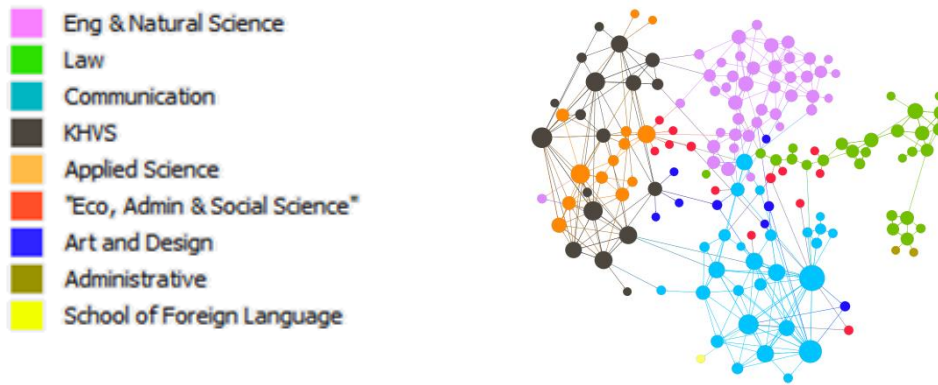 Eng & Natural Science
Law
Communication
KHVS
Applied Science
"Eco, Admin & Social Science"
Art and Design
Administrative
School of Foreign Language